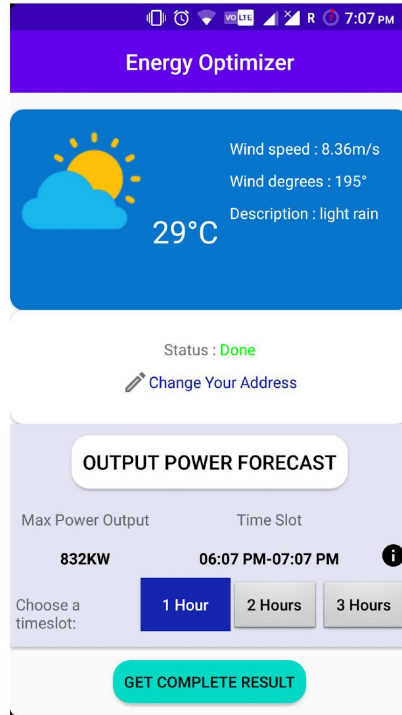 VO LTE R 7:07 PM
Energy Optimizer
Wind speed : 8.36m/s
Wind degrees : 195°
Description : light rain
29°C
Status : Done
Change Your Address
OUTPUT POWER FORECAST
Max Power Output Time Slot
832KW 06:07 PM-07:07 PM
Choose a
timeslot:
1 Hour 2 Hours 3 Hours
GET COMPLETE RESULT